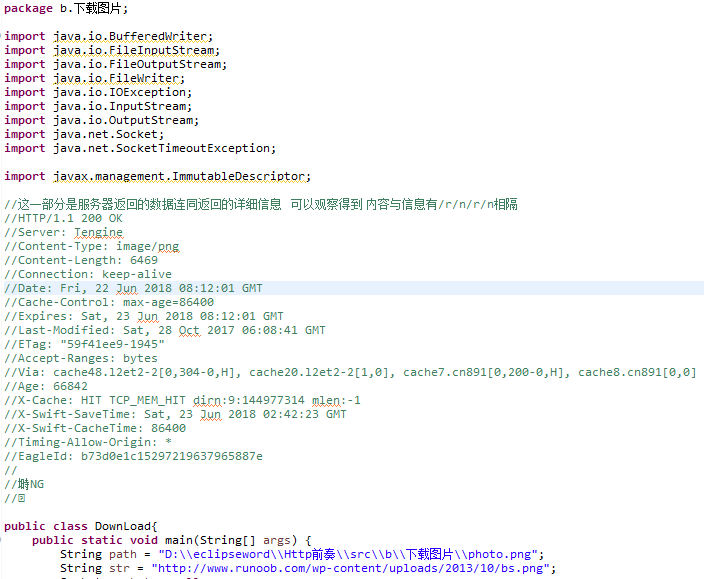 package b.下载图片;
import java.io.BufferedWriter;
import java.io.FileInputStream;
import java.io.FileOutputStream;
import java.io.FileWriter;
import java.io.IOException;
import java.io.InputStream;
import java.io.OutputStream;
import java.net.Socket;
import java.net.SocketTimeoutException;
import javax.management.ImmutableDescriptor;
//这一部分是服务器返回的数据连同返回的详细信息 可以观察得到 内容与信息有/r/n/r/n相隔
//HTTP/1.1 200 OK
//Server: Tengine
//Content-Type: image/png
//Content-Length: 6469
//Connection: keep-alive
//Date: Fri, 22 Jun 2018 08:12:01 GMT
//Cache-Control: max-age=86400
//Expires: Sat, 23 Jun 2018 08:12:01 GMT
//Last-Modified: Sat, 28 Oct 2017 06:08:41 GMT
//ETag: "59f41ee9-1945"
//Accept-Ranges: bytes
//Via: cache48.l2et2-2[0,304-0,H], cache20.l2et2-2[1,0], cache7.cn891[0,200-0,H], cache8.cn891[0,0]
//Age: 66842
//X-Cache: HIT TCP_MEM_HIT dirn:9:144977314 mlen:-1
//X-Swift-SaveTime: Sat, 23 Jun 2018 02:42:23 GMT
//X-Swift-CacheTime: 86400
//Timing-Allow-Origin: *
//EagleId: b73d0e1c15297219637965887e
//
//NG
//
public class DownLoad{
public static void main(String[] args) {
String path = "D:\\eclipseword\\Http前奏\\src\\b\\下载图片\\photo.png";
String str = "http://www.runoob.com/wp-content/uploads/2013/10/bs.png";